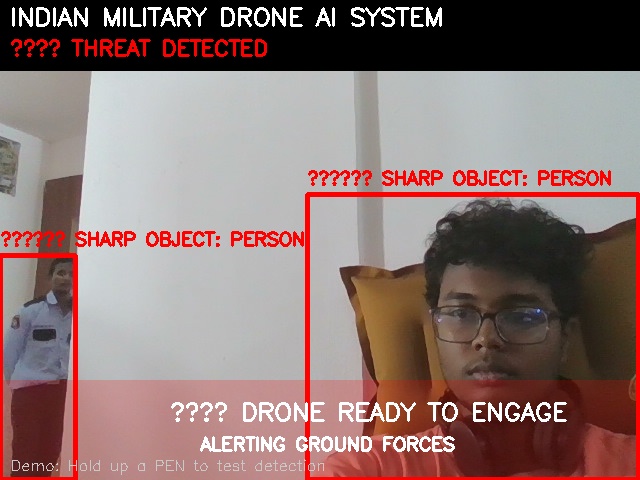 INDIAN MILITARY DRONE AI SYSTEM
???? THREAT DETECTED
?????? SHARP OBJECT: PERSON
?????? SHARP OBJECT: PERSON
???? DRONE READY TO ENGAGE
ALERTING GROUND FORCES
Demo: Hold up a PEN to test detection